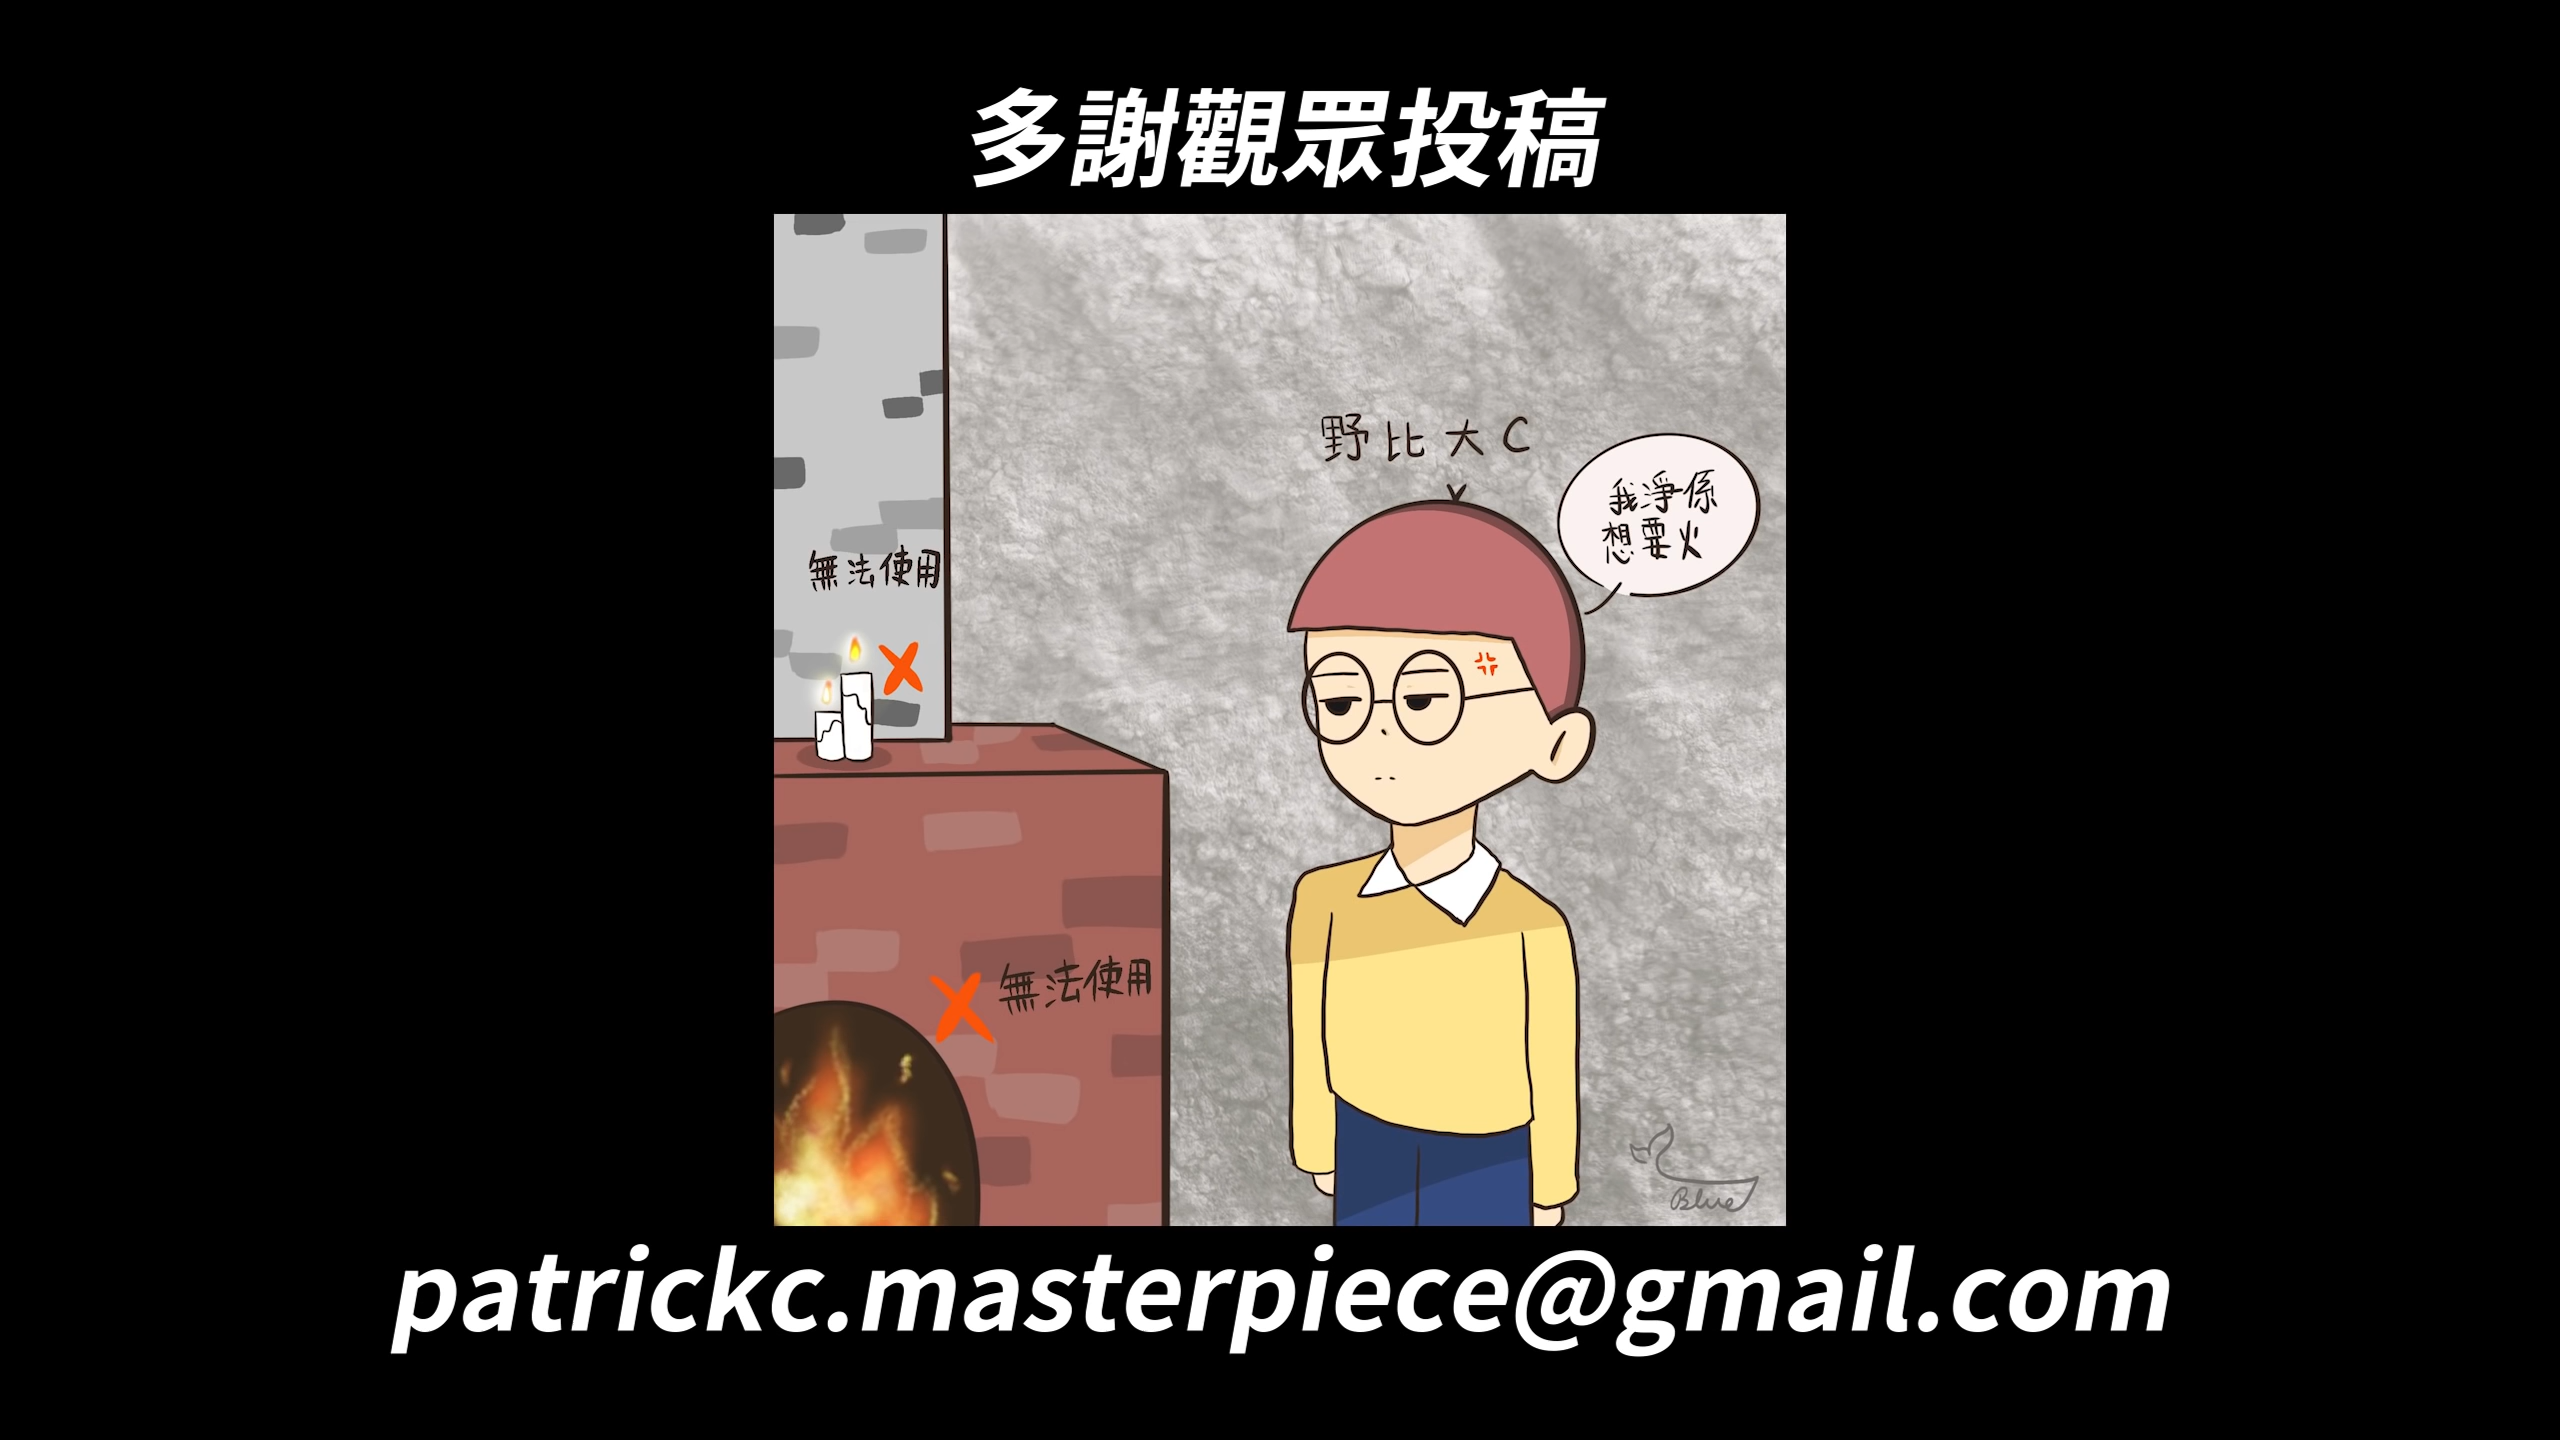 多謝觀眾投稿
野比大C
我淨係
想要火
無法使用
無法使用
Blue
patrickc.masterpiece@gmail.com